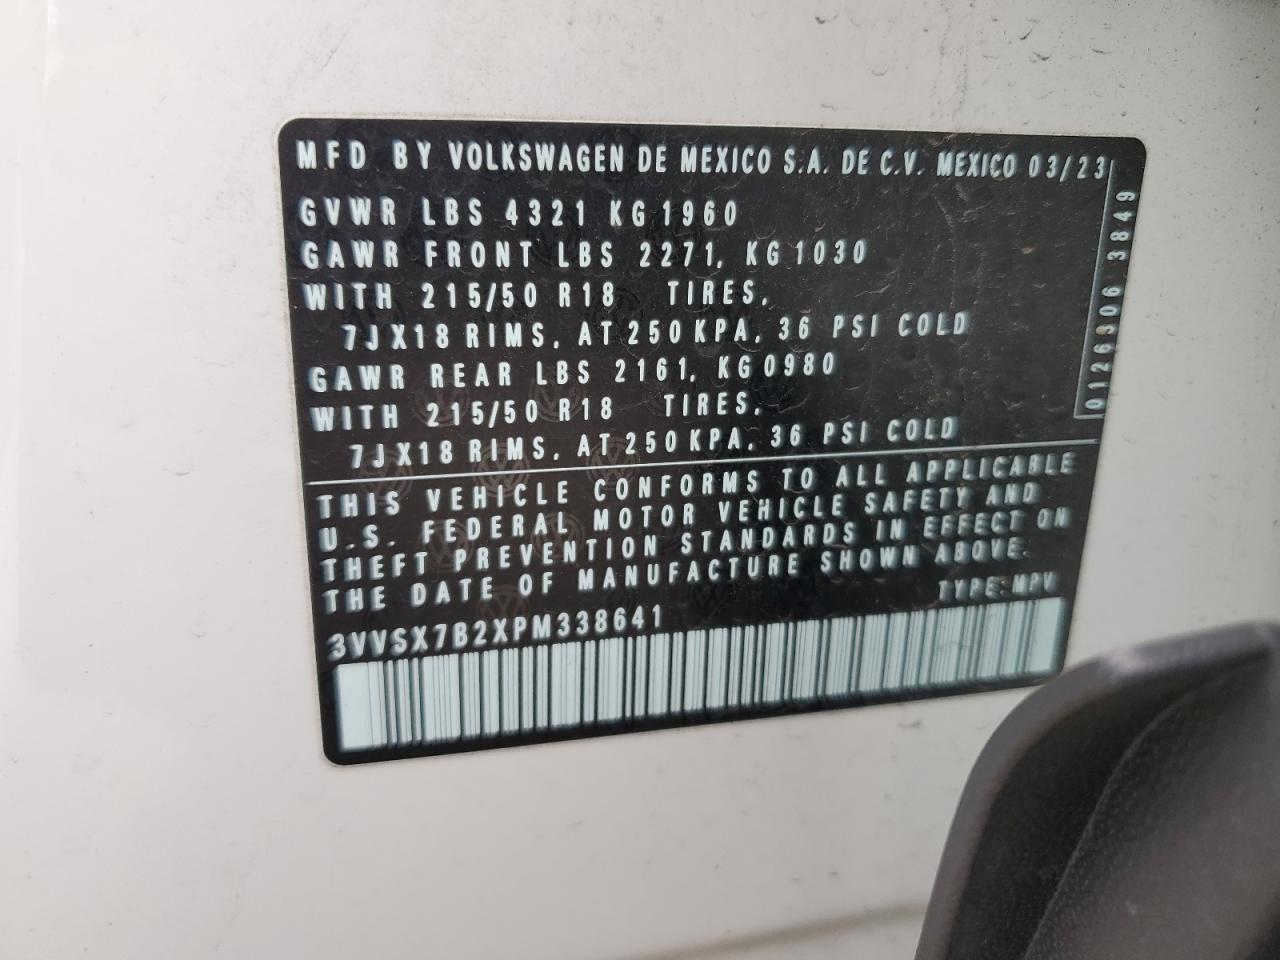 MFD BY VOLKSWAGEN DE MEXICO S.A. DE C.V. MEXICO 03/23
GVWR LBS 4321 KG 1960
GAWR FRONT LBS 2271, KG 1030
WITH 215/50 R18 TIRES,
7JX18 RIMS, AT 250 KPA, 36 PSI COLD
GAWR REAR LBS 2161, KG 0980
WITH 215/50 R18 TIRES,
7JX18 RIMS, AT 250 KPA, 36 PSI COLD
0126306 3849
THIS VEHICLE CONFORMS TO ALL APPLICABLE
U.S. FEDERAL MOTOR VEHICLE SAFETY AND
THEFT PREVENTION STANDARDS IN EFFECT ON
THE DATE OF MANUFACTURE SHOWN ABOVE.
TYPE: MPV
3VVSX7B2XPM338641